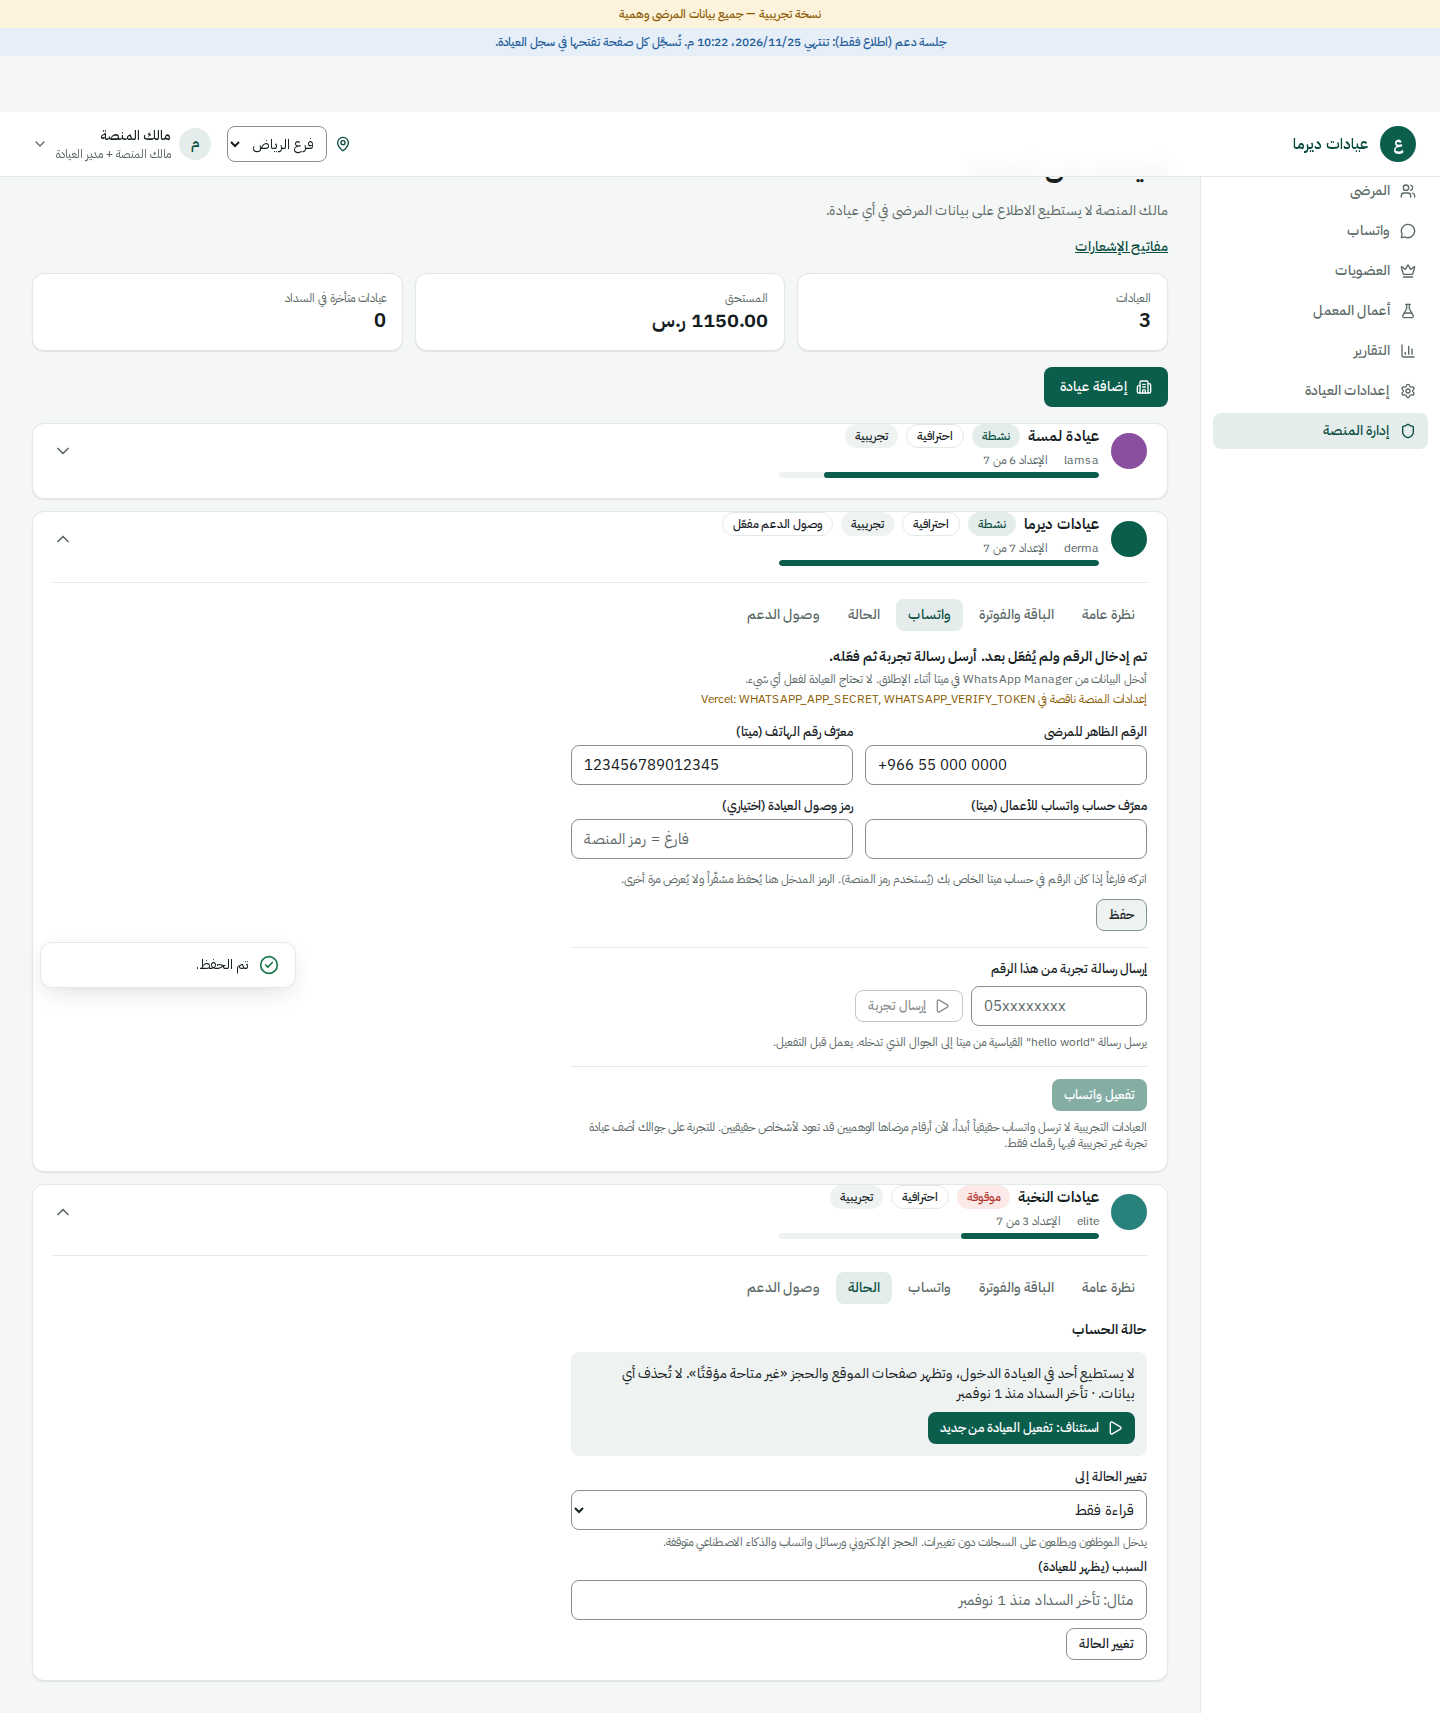 نسخة تجريبية — جميع بيانات المرضى وهمية
جلسة دعم (اطلاع فقط): تنتهي 2026/11/25، 10:22 م. تُسجَّل كل صفحة تفتحها في سجل العيادة.
ع
عيادات ديرما
فرع الرياض
م
مالك المنصة
مالك المنصة + مدير العيادة
المرضى
واتساب
العضويات
أعمال المعمل
التقارير
إعدادات العيادة
إدارة المنصة
مالك المنصة لا يستطيع الاطلاع على بيانات المرضى في أي عيادة.
مفاتيح الإشعارات
العيادات
3
المستحق
1150.00 ر.س
عيادات متأخرة في السداد
0
إضافة عيادة
عيادة لمسة نشطة احترافية تجريبية
lamsa الإعداد 6 من 7
عيادات ديرما نشطة احترافية تجريبية وصول الدعم مفعّل
derma الإعداد 7 من 7
نظرة عامة الباقة والفوترة واتساب الحالة وصول الدعم
تم إدخال الرقم ولم يُفعّل بعد. أرسل رسالة تجربة ثم فعّله.
أدخل البيانات من WhatsApp Manager في ميتا أثناء الإطلاق. لا تحتاج العيادة لفعل أي شيء.
إعدادات المنصة ناقصة في Vercel: WHATSAPP_APP_SECRET, WHATSAPP_VERIFY_TOKEN
الرقم الظاهر للمرضى
معرّف رقم الهاتف (ميتا)
+966 55 000 0000
123456789012345
معرّف حساب واتساب للأعمال (ميتا)
رمز وصول العيادة (اختياري)
فارغ = رمز المنصة
اتركه فارغاً إذا كان الرقم في حساب ميتا الخاص بك (يُستخدم رمز المنصة). الرمز المدخل هنا يُحفظ مشفّراً ولا يُعرض مرة أخرى.
حفظ
تم الحفظ.
إرسال رسالة تجربة من هذا الرقم
05xxxxxxxx
إرسال تجربة
يرسل رسالة "hello world" القياسية من ميتا إلى الجوال الذي تدخله. يعمل قبل التفعيل.
تفعيل واتساب
العيادات التجريبية لا ترسل واتساب حقيقياً أبداً، لأن أرقام مرضاها الوهميين قد تعود لأشخاص حقيقيين. للتجربة على جوالك أضف عيادة
تجربة غير تجريبية فيها رقمك فقط.
عيادات النخبة موقوفة احترافية تجريبية
elite الإعداد 3 من 7
نظرة عامة الباقة والفوترة واتساب الحالة وصول الدعم
حالة الحساب
لا يستطيع أحد في العيادة الدخول، وتظهر صفحات الموقع والحجز «غير متاحة مؤقتًا». لا تُحذف أي
بيانات. · تأخر السداد منذ 1 نوفمبر
استئناف: تفعيل العيادة من جديد
تغيير الحالة إلى
قراءة فقط
يدخل الموظفون ويطلعون على السجلات دون تغييرات. الحجز الإلكتروني ورسائل واتساب والذكاء الاصطناعي متوقفة.
السبب (يظهر للعيادة)
مثال: تأخر السداد منذ 1 نوفمبر
تغيير الحالة